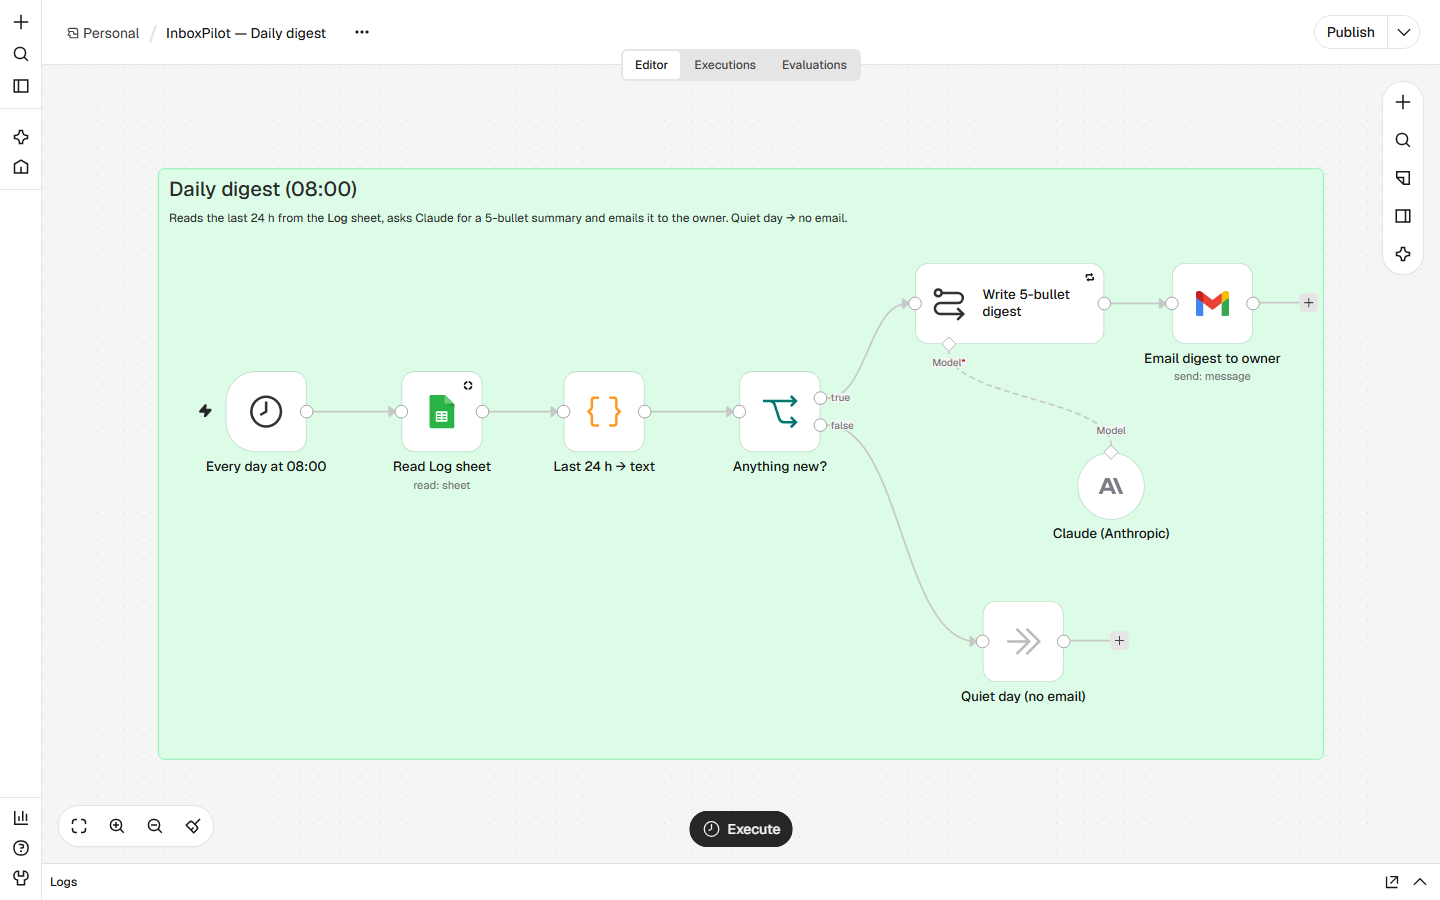 Personal / InboxPilot — Daily digest
Publish
Editor
Executions
Evaluations
Daily digest (08:00)
Reads the last 24 h from the Log sheet, asks Claude for a 5-bullet summary and emails it to the owner. Quiet day → no email.
Write 5-bullet
digest
Model*
Email digest to owner
send: message
true
false
Every day at 08:00
Read Log sheet
read: sheet
Last 24 h → text
Anything new?
Model
Claude (Anthropic)
Quiet day (no email)
Execute
Logs